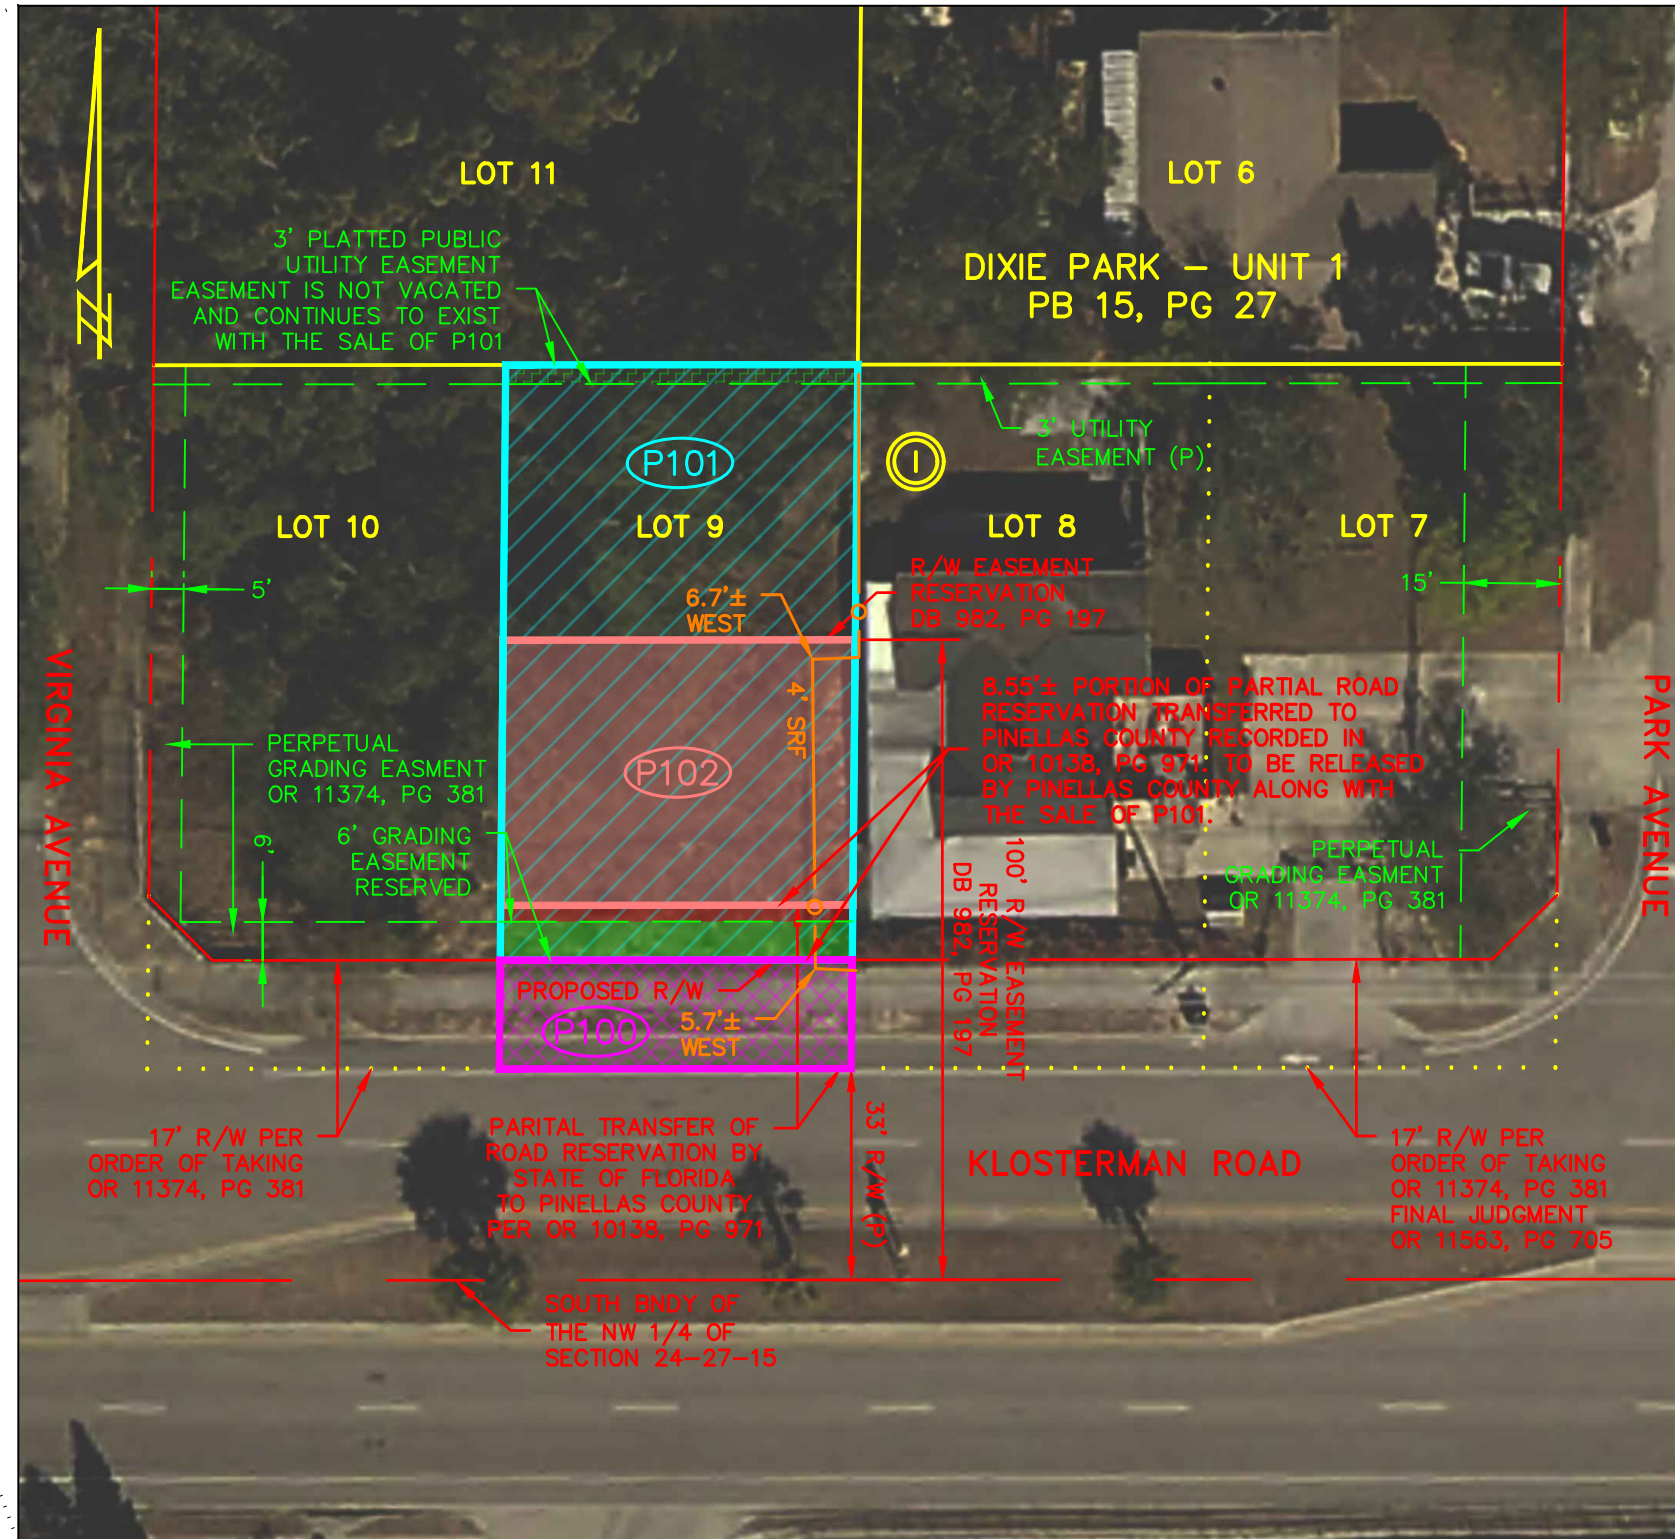 LOT 11
LOT 6
3' PLATTED PUBLIC
UTILITY EASEMENT
EASEMENT IS NOT VACATED
AND CONTINUES TO EXIST
WITH THE SALE OF P101
DIXIE PARK – UNIT 1
PB 15, PG 27
3' UTILITY
EASEMENT (P)
P101
I
LOT 10
LOT 9
LOT 8
LOT 7
5'
15'
R/W EASEMENT
RESERVATION
DB 982, PG 197
6.7'±
WEST
4' SRF
VIRGINIA AVENUE
PARK AVENUE
8.55'± PORTION OF PARTIAL ROAD
RESERVATION TRANSFERRED TO
PINELLAS COUNTY RECORDED IN
OR 10138, PG 971. TO BE RELEASED
BY PINELLAS COUNTY ALONG WITH
THE SALE OF P101.
P102
PERPETUAL
GRADING EASMENT
OR 11374, PG 381
6' GRADING
EASEMENT
RESERVED
6'
PERPETUAL
GRADING EASMENT
OR 11374, PG 381
100' R/W EASEMENT
RESERVATION
DB 982, PG 197
PROPOSED R/W
P100
5.7'±
WEST
33' R/W (P)
17' R/W PER
ORDER OF TAKING
OR 11374, PG 381
PARITAL TRANSFER OF
ROAD RESERVATION BY
STATE OF FLORIDA
TO PINELLAS COUNTY
PER OR 10138, PG 971
KLOSTERMAN ROAD
17' R/W PER
ORDER OF TAKING
OR 11374, PG 381
FINAL JUDGMENT
OR 11563, PG 705
SOUTH BNDY OF
THE NW 1/4 OF
SECTION 24–27–15